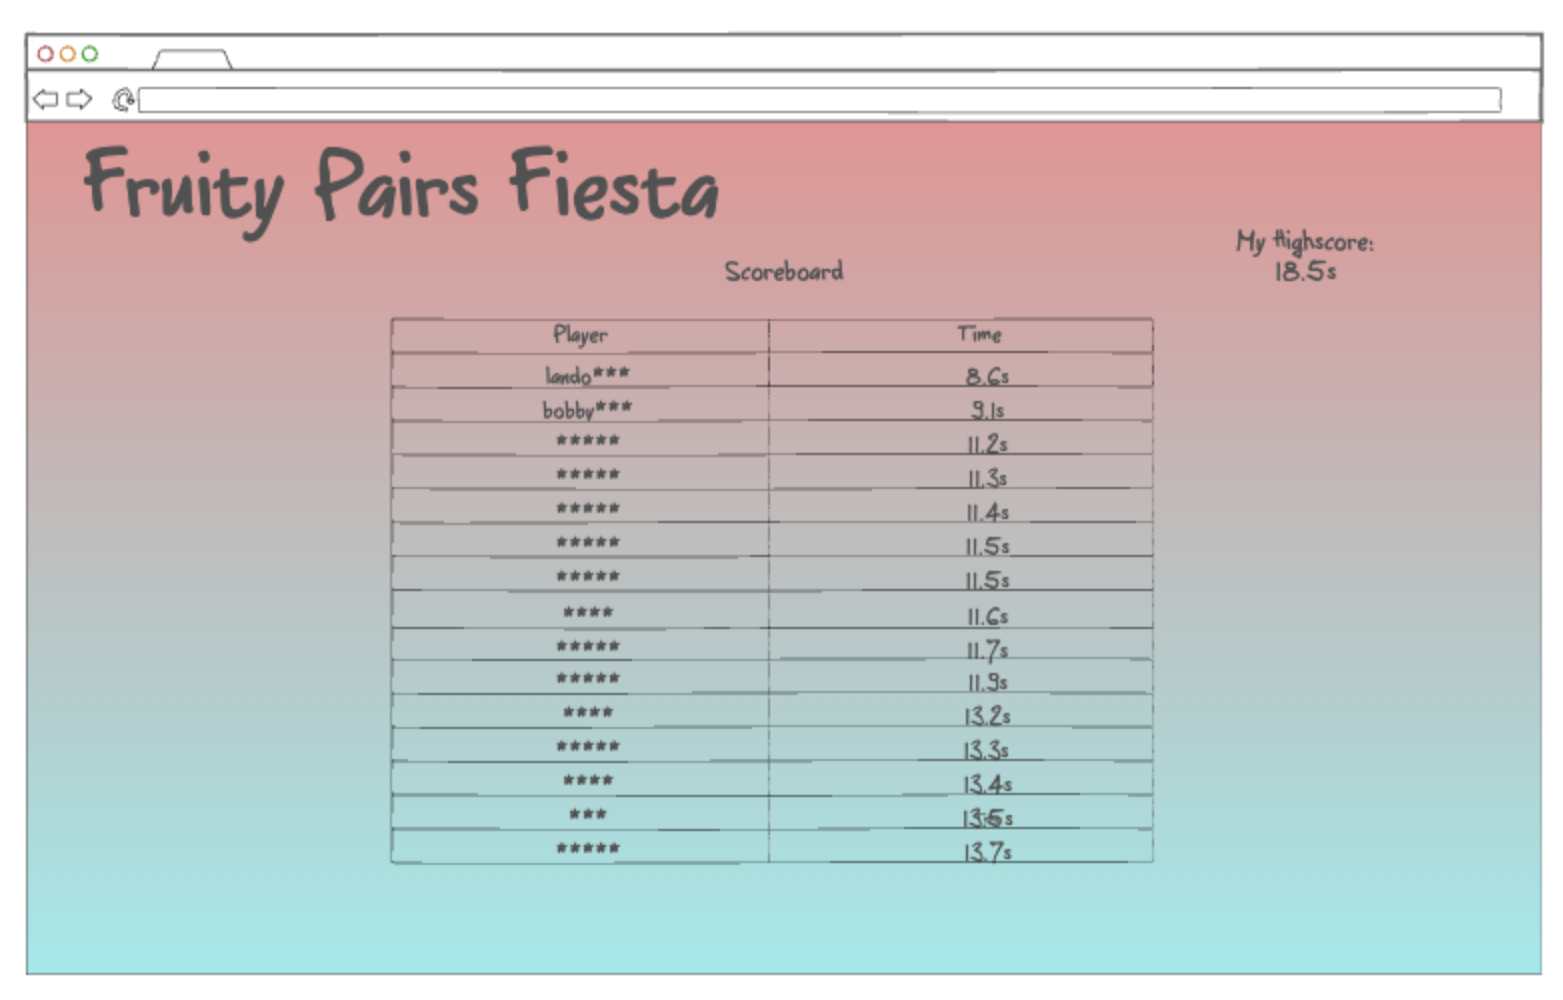 Fruity Pairs Fiesta
My Highscore:
18.5s
Scoreboard
Player Time
lando*** 8.6s
bobby*** 9.1s
***** 11.2s
***** 11.3s
***** 11.4s
***** 11.5s
***** 11.5s
**** 11.6s
***** 11.7s
***** 11.9s
**** 13.2s
***** 13.3s
**** 13.4s
***
***** 13.7s